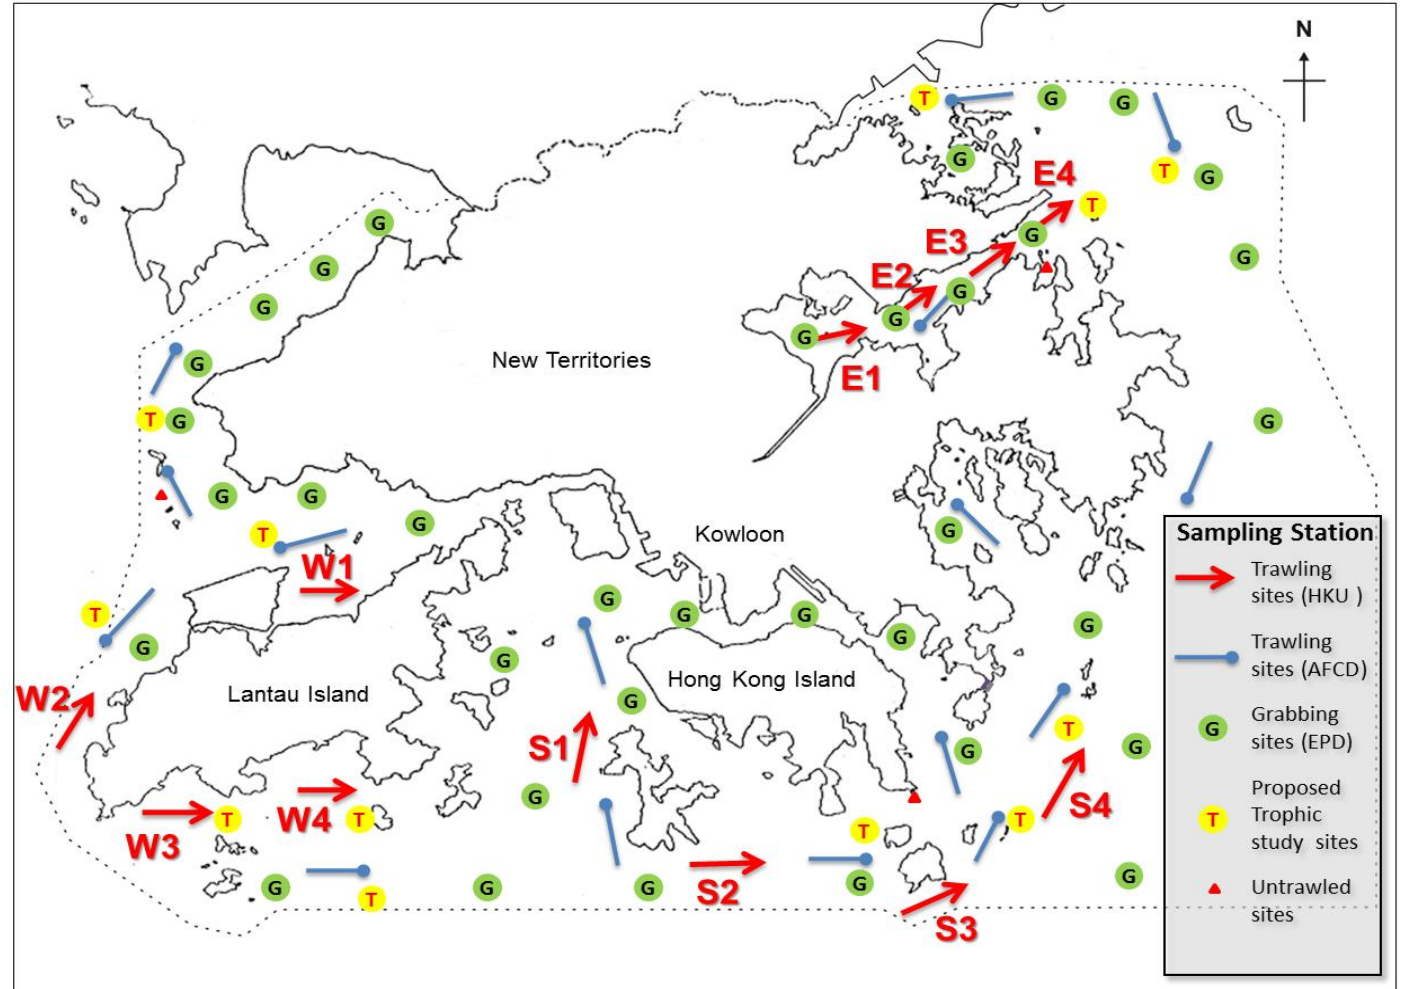 N
T
G
G
G
E4
T
G
T
G
G
E3
G
G
G
E2
G
G
G
G
E1
G
New Territories
T
G
G
G
G
G
T
Kowloon
G
Sampling Station
W1
Trawling
sites (HKU )
T
G
G
G
G
G
G
Trawling
sites (AFCD)
G
W2
Lantau Island
Hong Kong Island
G
T
Grabbing
G
sites (EPD)
S1
G
G
G
Proposed
T
Trophic
study sites
W3
T
W4
T
S4
T
T
G
Untrawled
sites
G
T
G
G
S2
G
G
S3